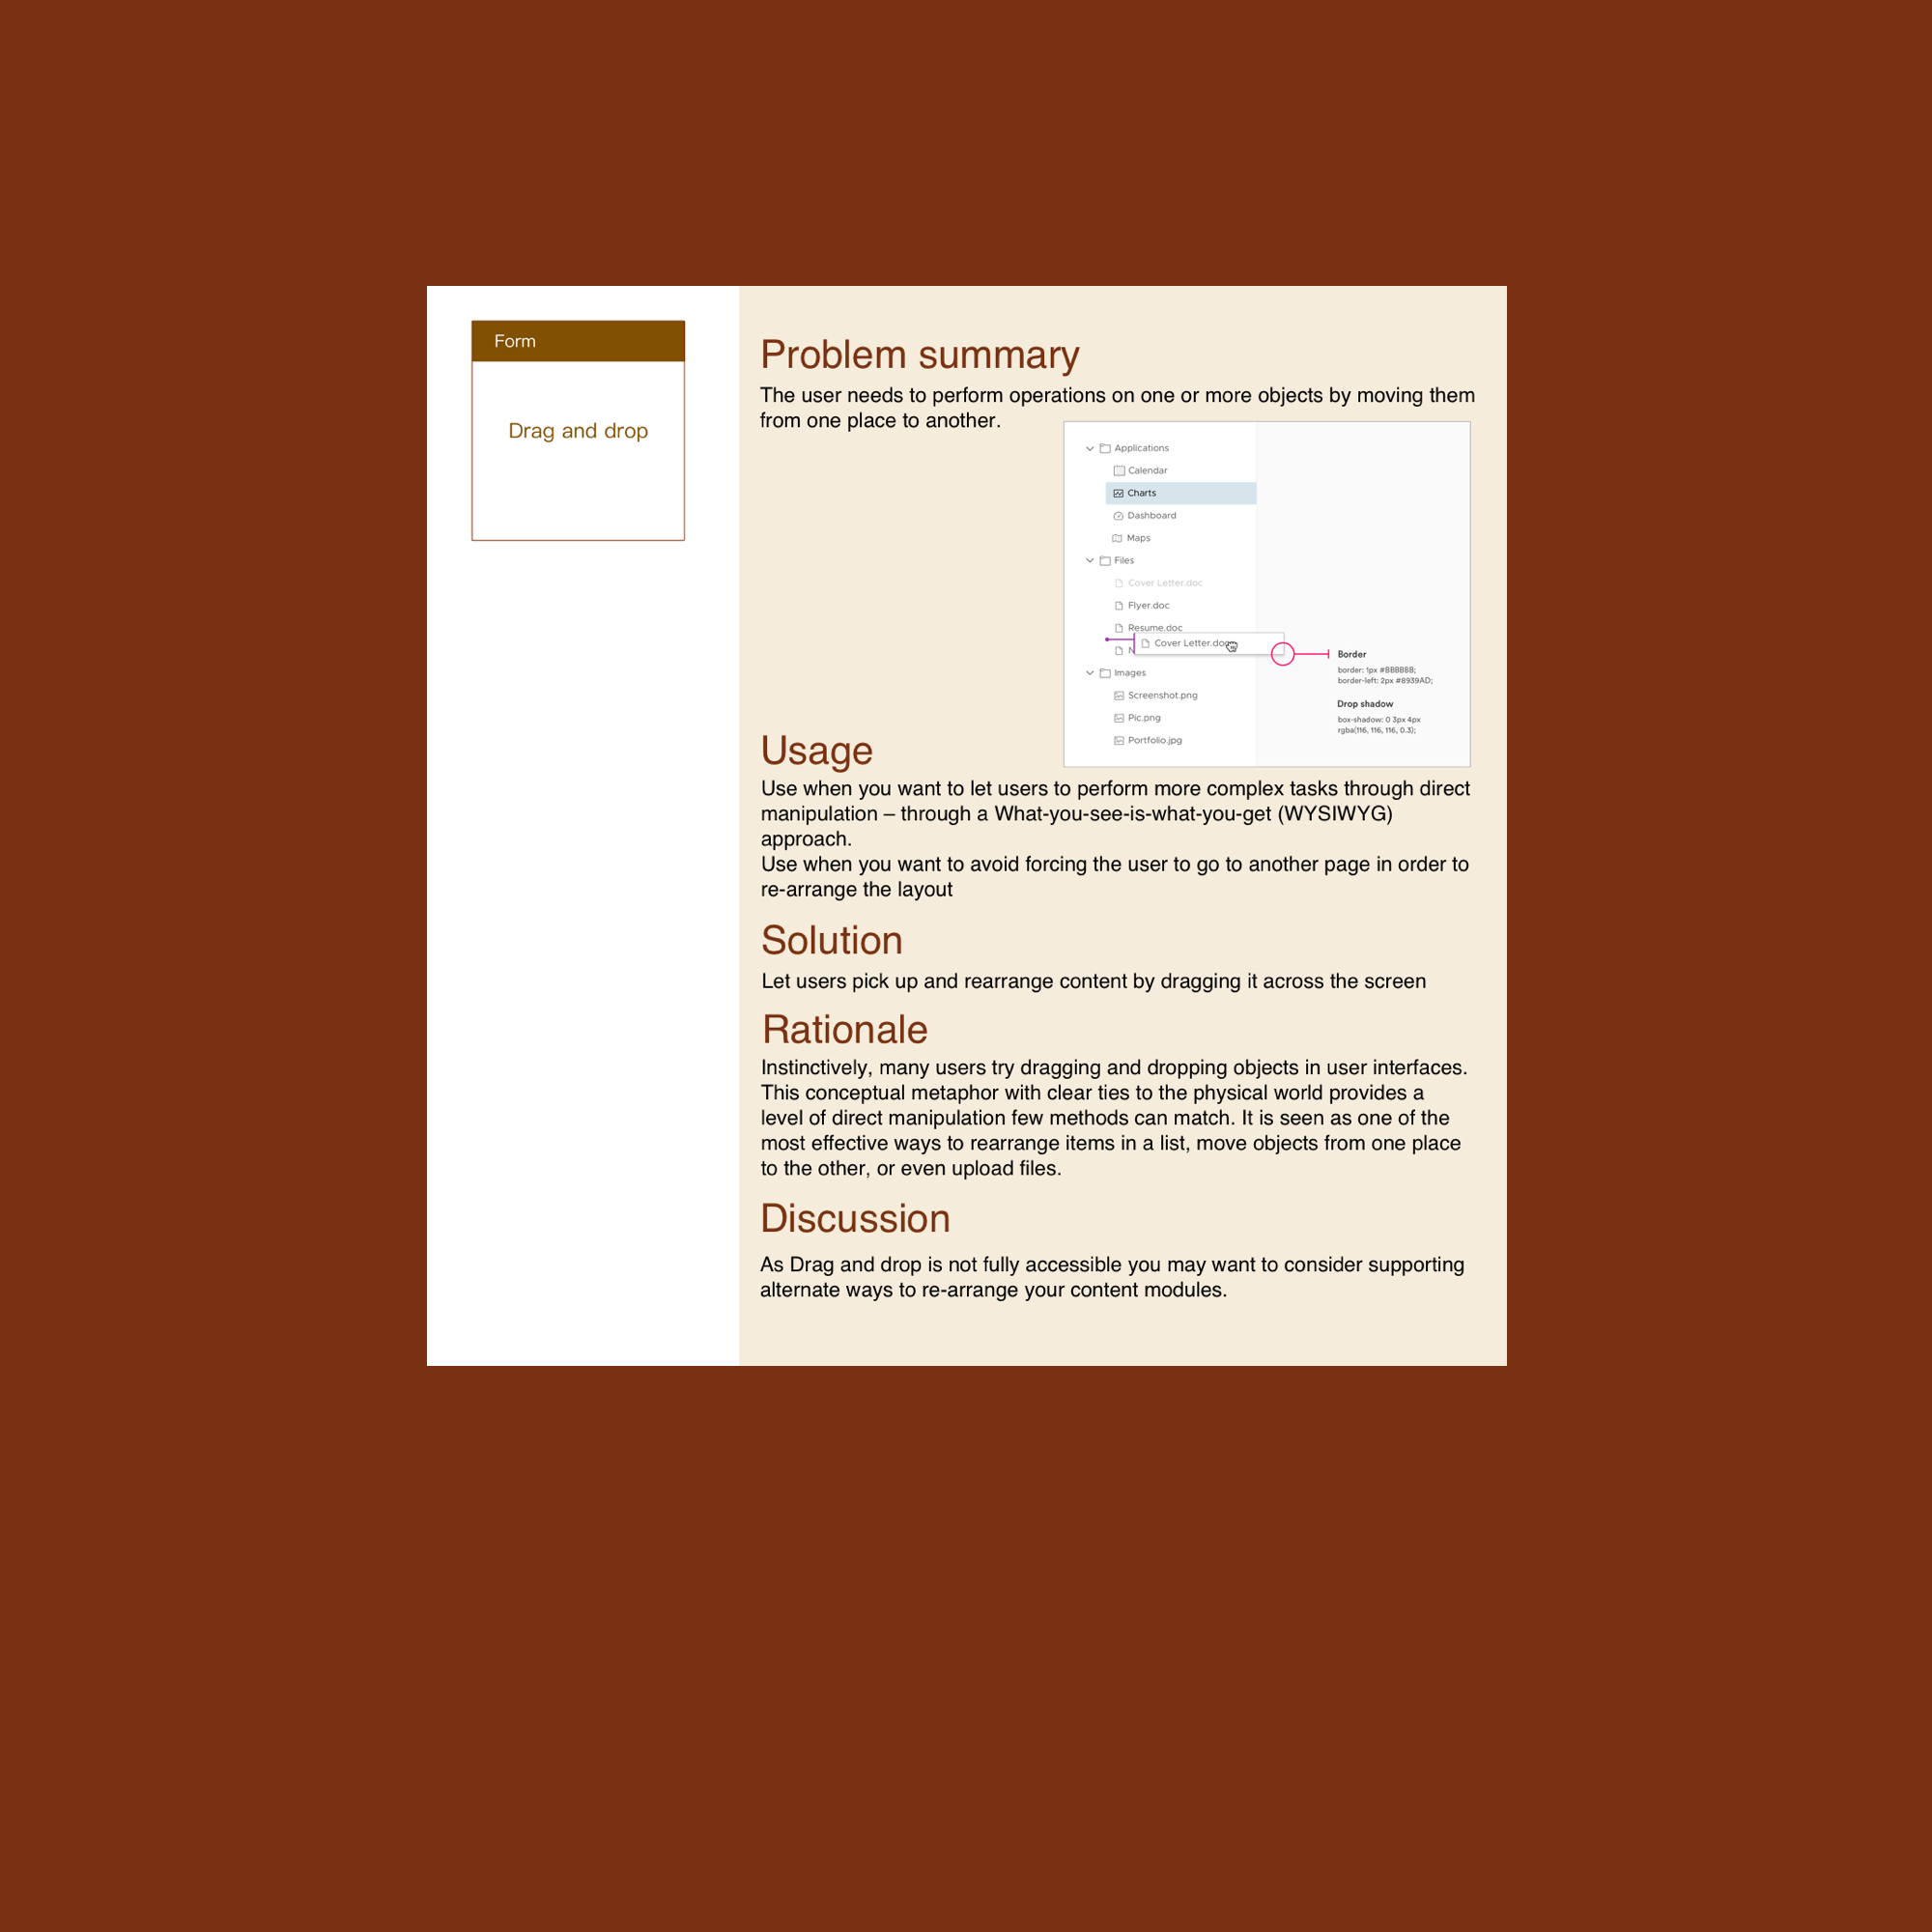 Form
Drag and drop
Problem summary
The user needs to perform operations on one or more objects by moving them
from one place to another.
Applications
Calendar
Charts
Dashboard
Maps
Files
Cover Letter.doc
Flyer.doc
Resume.doc
Cover Letter.doc
N
Images
Screenshot.png
Pic.png
Portfolio.jpg
Border
border: 1px #BBBBBB;
border-left: 2px #8939AD;
Drop shadow
box-shadow: 0 3px 4px
rgba(116, 116, 116, 0.3);
Usage
Use when you want to let users to perform more complex tasks through direct
manipulation – through a What-you-see-is-what-you-get (WYSIWYG)
approach.
Use when you want to avoid forcing the user to go to another page in order to
re-arrange the layout
Solution
Let users pick up and rearrange content by dragging it across the screen
Rationale
Instinctively, many users try dragging and dropping objects in user interfaces.
This conceptual metaphor with clear ties to the physical world provides a
level of direct manipulation few methods can match. It is seen as one of the
most effective ways to rearrange items in a list, move objects from one place
to the other, or even upload files.
Discussion
As Drag and drop is not fully accessible you may want to consider supporting
alternate ways to re-arrange your content modules.